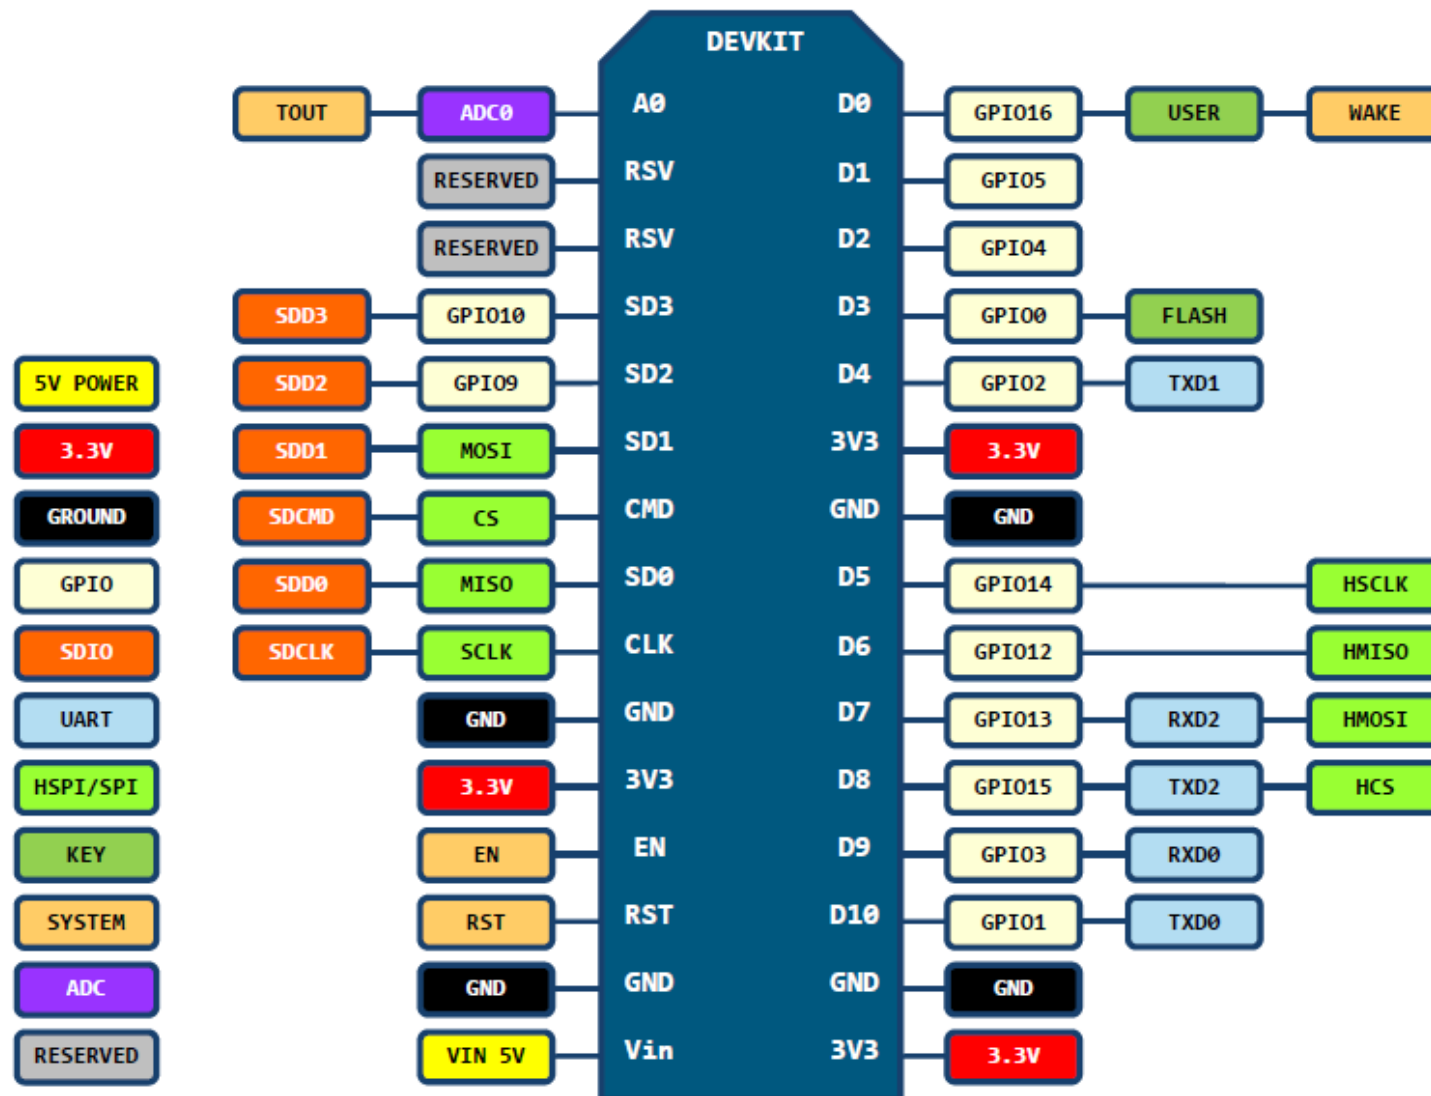 DEVKIT
TOUT ADC0 A0 D0 GPIO16 USER WAKE
RESERVED RSV D1 GPIO5
RESERVED RSV D2 GPIO4
SDD3 GPIO10 SD3 D3 GPIO0 FLASH
5V POWER SDD2 GPIO9 SD2 D4 GPIO2 TXD1
3.3V SDD1 MOSI SD1 3V3 3.3V
GROUND SDCMD CS CMD GND GND
GPIO SDD0 MISO SD0 D5 GPIO14 HSCLK
SDIO SDCLK SCLK CLK D6 GPIO12 HMISO
UART GND GND D7 GPIO13 RXD2 HMOSI
HSPI/SPI 3.3V 3V3 D8 GPIO15 TXD2 HCS
KEY EN EN D9 GPIO3 RXD0
SYSTEM RST RST D10 GPIO1 TXD0
ADC GND GND GND GND
RESERVED VIN 5V Vin 3V3 3.3V